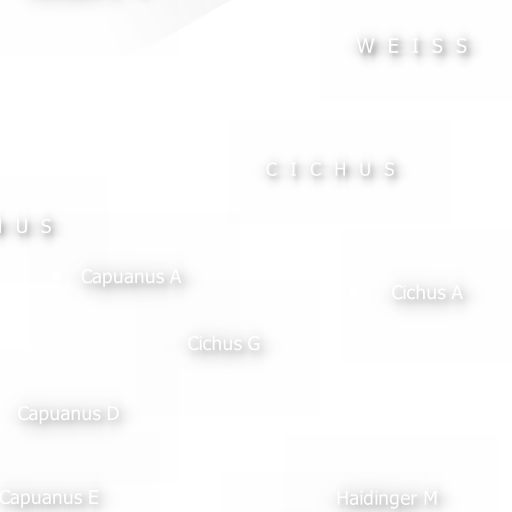 W E I S S
C I C H U S
U S
Capuanus A
Cichus A
Cichus G
Capuanus D
Capuanus E
Haidinger M